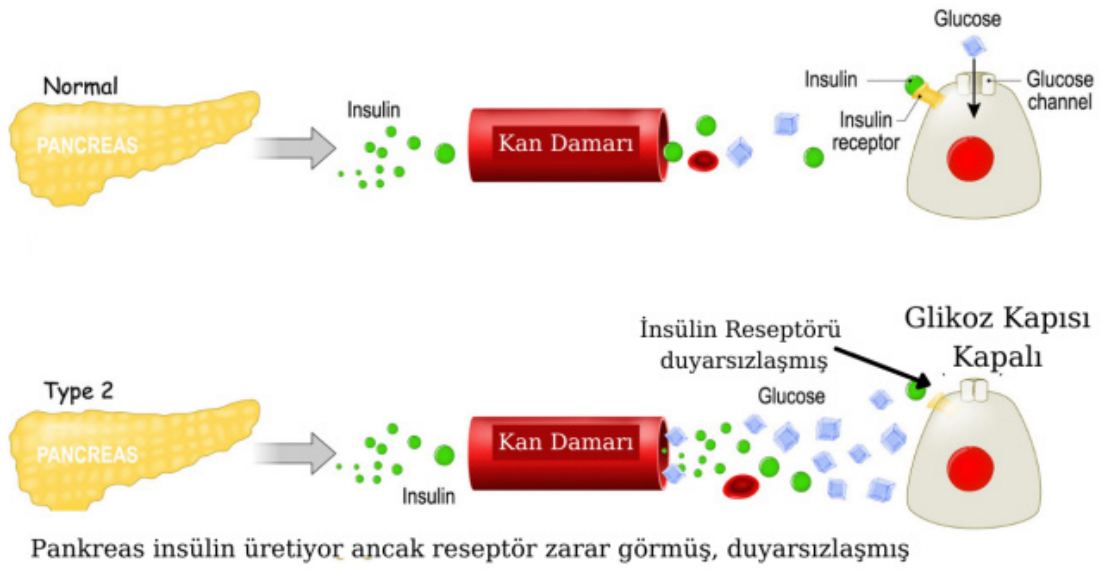 Normal
PANCREAS
Insulin
Kan Damarı
Glucose
Insulin
Insulin
receptor
Glucose
channel
Type 2
PANCREAS
Insulin
Kan Damarı
Glucose
İnsülin Reseptörü
duyarsızlaşmış
Glikoz Kapısı
Kapalı
Pankreas insülin üretiyor ancak reseptör zarar görmüş, duyarsızlaşmış